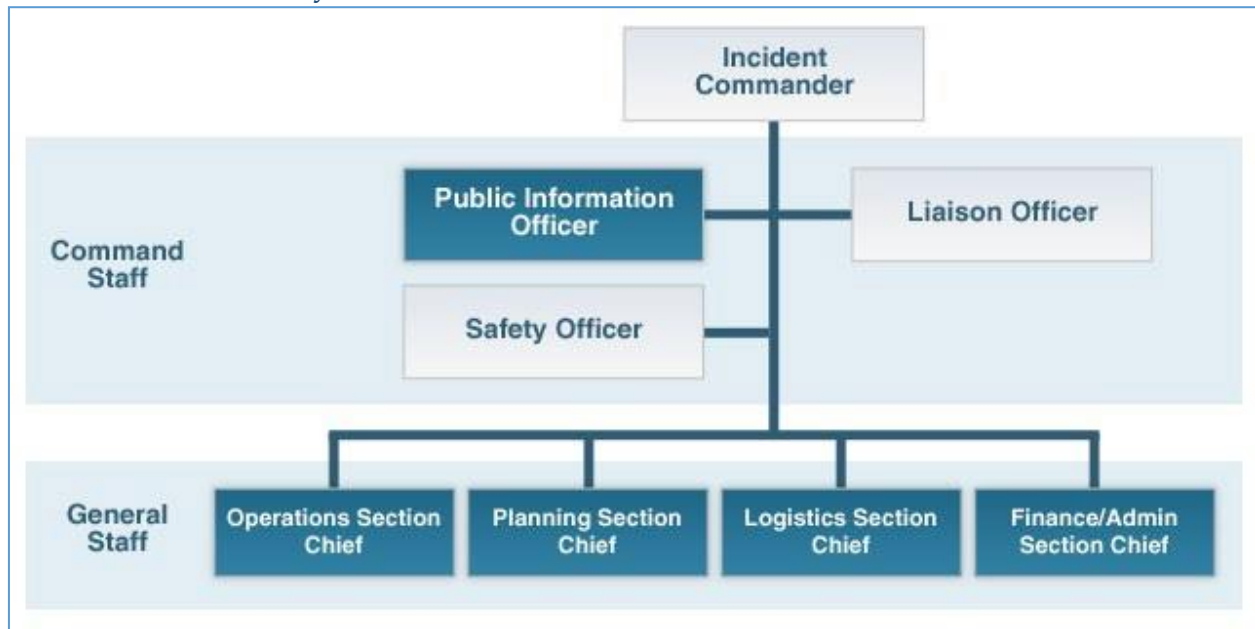 Incident
Commander
Public Information
Officer
Liaison Officer
Command
Staff
Safety Officer
General
Staff
Operations Section
Chief
Planning Section
Chief
Logistics Section
Chief
Finance/Admin
Section Chief